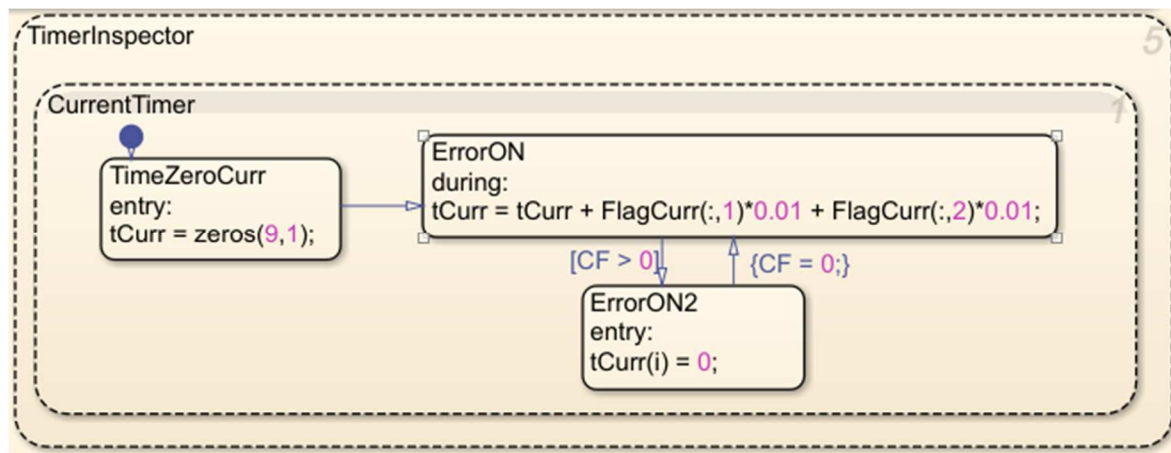 TimerInspector
5
CurrentTimer
1
TimeZeroCurr
entry:
tCurr = zeros(9,1);
ErrorON
during:
tCurr = tCurr + FlagCurr(:,1)*0.01 + FlagCurr(:,2)*0.01;
[CF > 0]
{CF = 0;}
ErrorON2
entry:
tCurr(i) = 0;